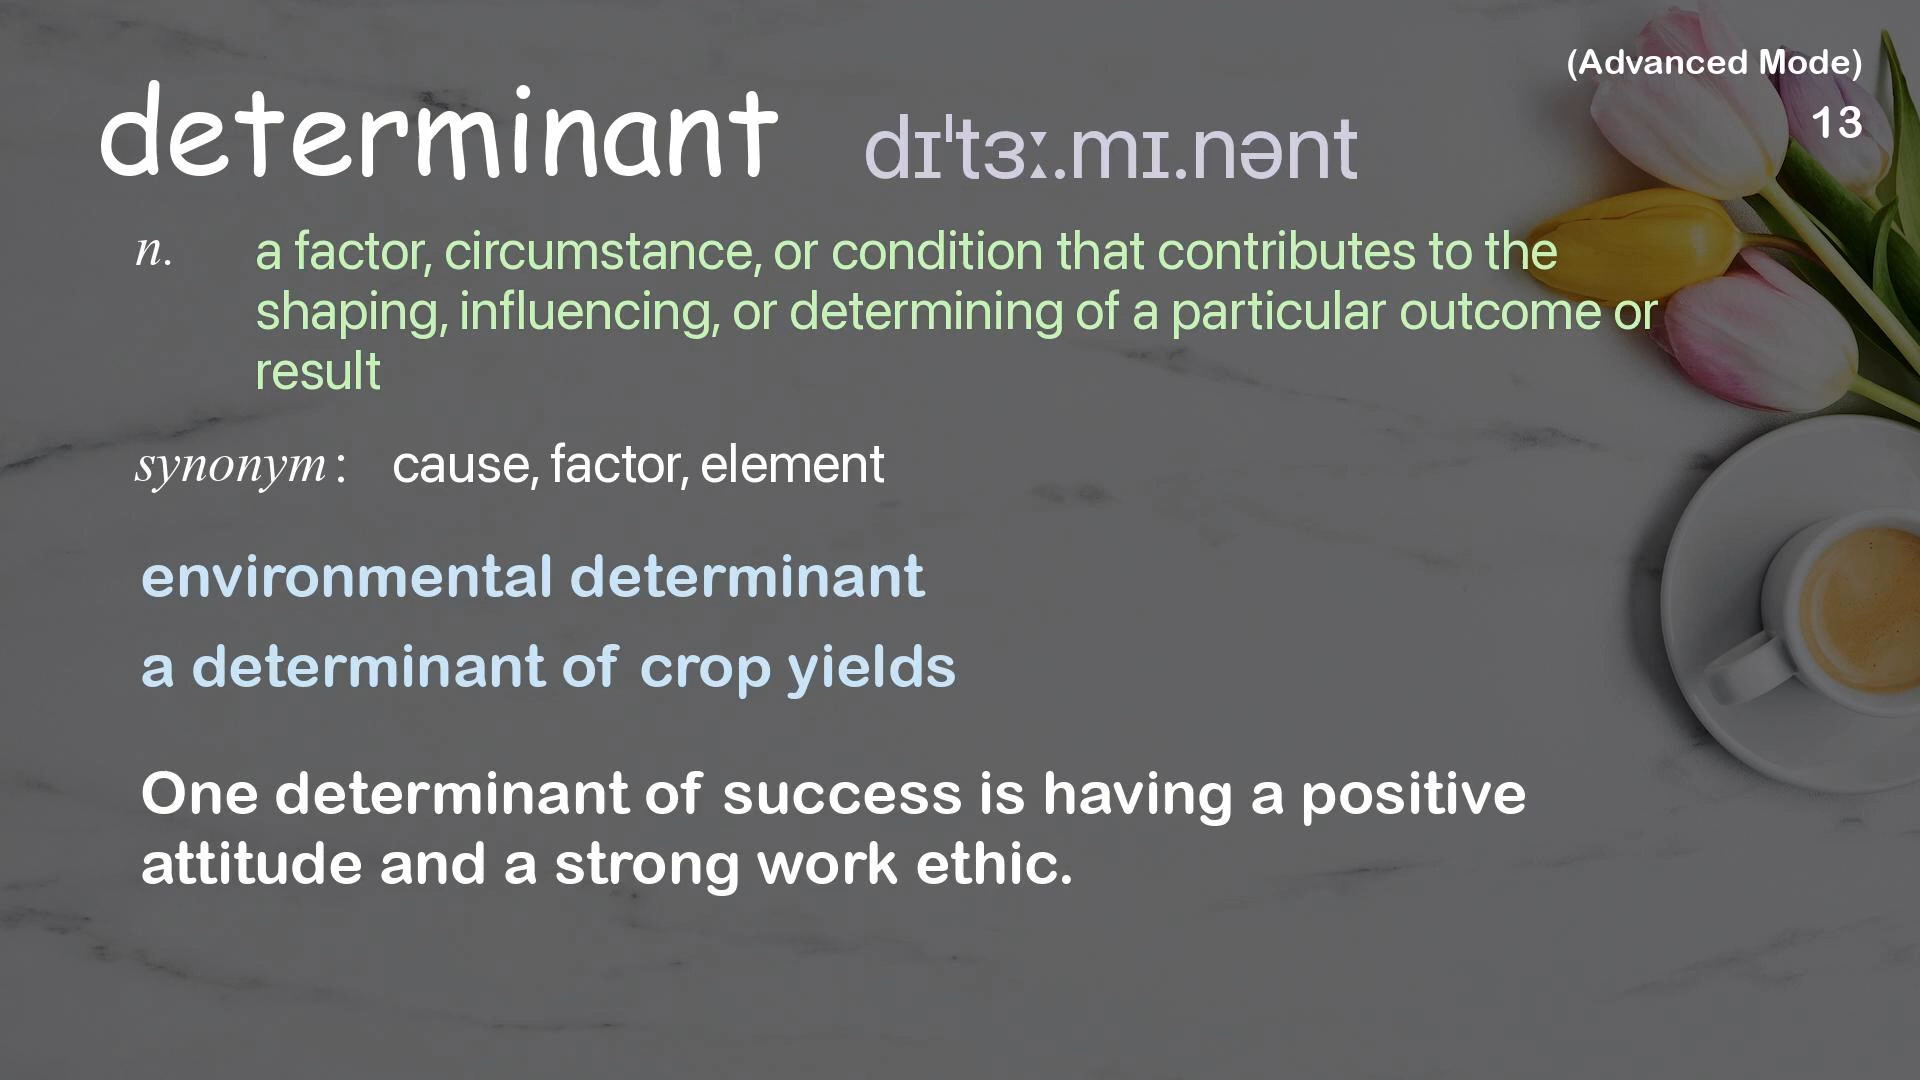 (Advanced Mode)
13
determinant dɪˈtɜː.mɪ.nənt
n. a factor, circumstance, or condition that contributes to the
shaping, influencing, or determining of a particular outcome or
result
synonym: cause, factor, element
environmental determinant
a determinant of crop yields
One determinant of success is having a positive
attitude and a strong work ethic.